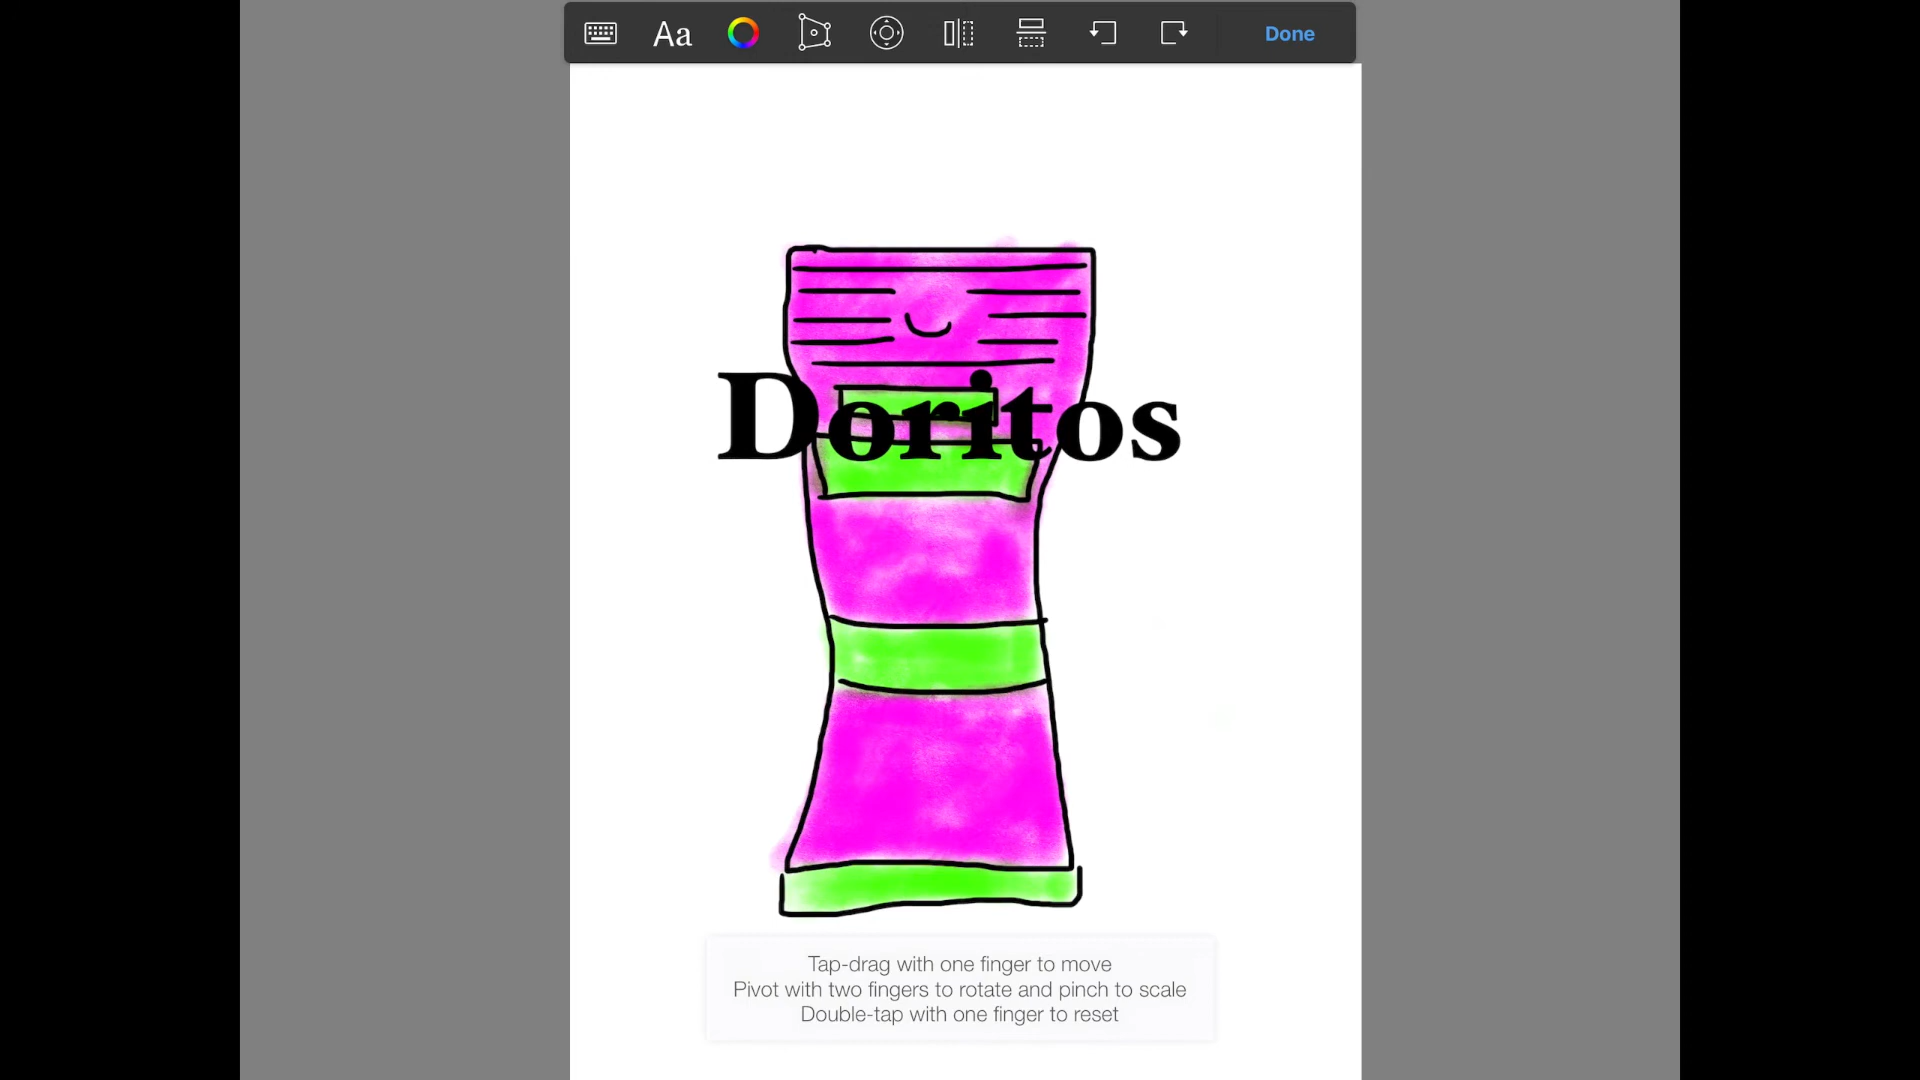 Aa
Done
Doritos
Tap-drag with one finger to move
Pivot with two fingers to rotate and pinch to scale
Double-tap with one finger to reset